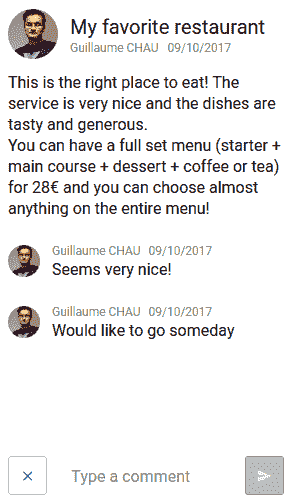 My favorite restaurant
Guillaume CHAU 09/10/2017
This is the right place to eat! The
service is very nice and the dishes are
tasty and generous.
You can have a full set menu (starter +
main course + dessert + coffee or tea)
for 28€ and you can choose almost
anything on the entire menu!
Guillaume CHAU 09/10/2017
Seems very nice!
Guillaume CHAU 09/10/2017
Would like to go someday
Type a comment